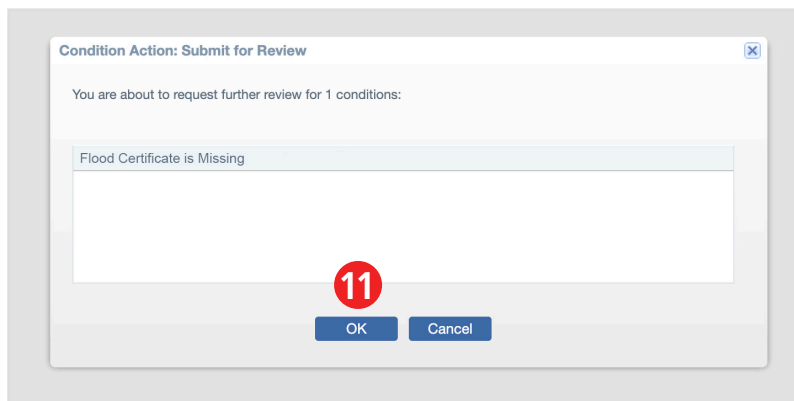 Condition Action: Submit for Review
You are about to request further review for 1 conditions:
Flood Certificate is Missing
11
OK Cancel